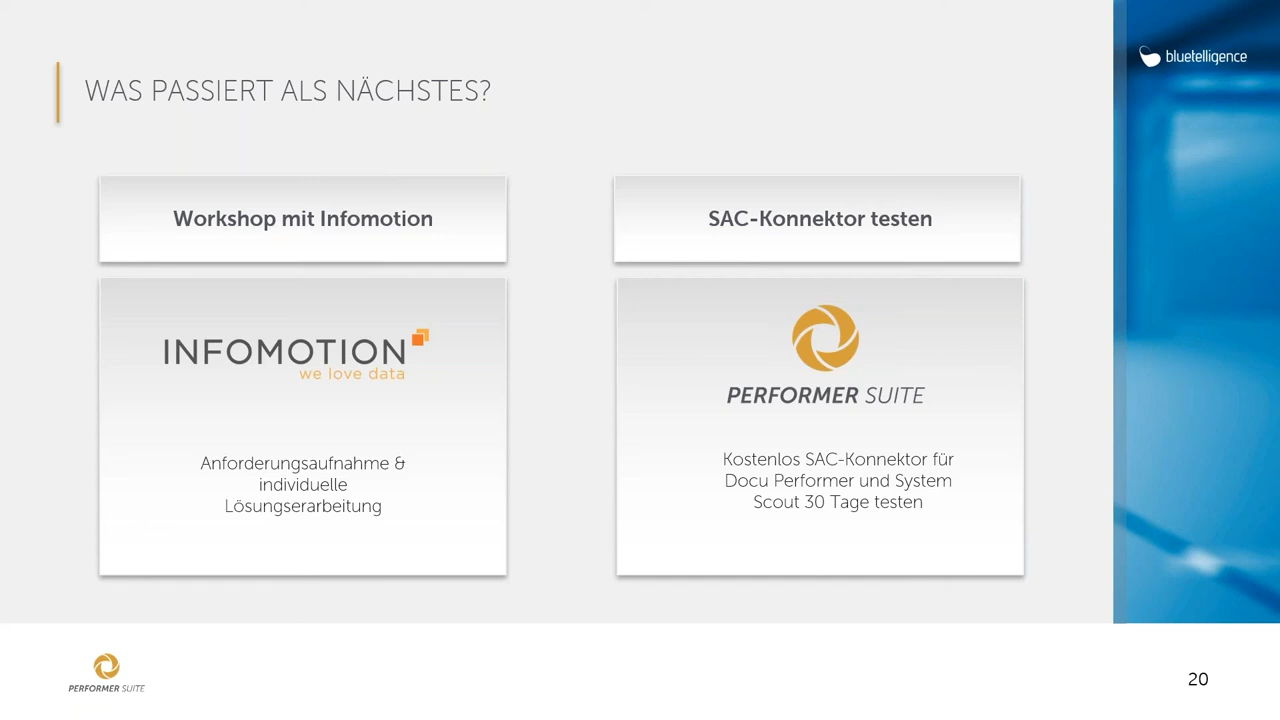 bluetelligence
WAS PASSIERT ALS NÄCHSTES?
Workshop mit Infomotion
INFOMOTION
we love data
Anforderungsaufnahme &
individuelle
Lösungserarbeitung
SAC-Konnektor testen
PERFORMER SUITE
Kostenlos SAC-Konnektor für
Docu Performer und System
Scout 30 Tage testen
PERFORMER SUITE
20